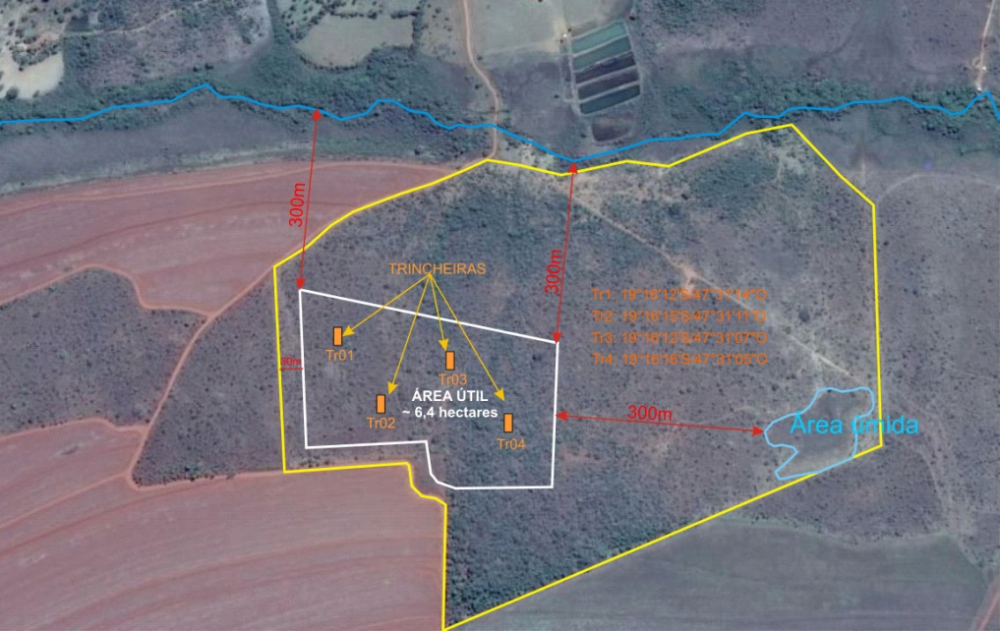 300m
TRINCHEIRAS
300m
Tr1: 19°16'12"S/47°31'14"O
Tr2: 19°16'15"S/47°31'11"O
Tr3: 19°16'12"S/47°31'07"O
Tr4: 19°16'16"S/47°31'05"O
Tr01
Tr03
ÁREA ÚTIL
~ 6,4 hectares
Tr02
Tr04
300m
Área úmida